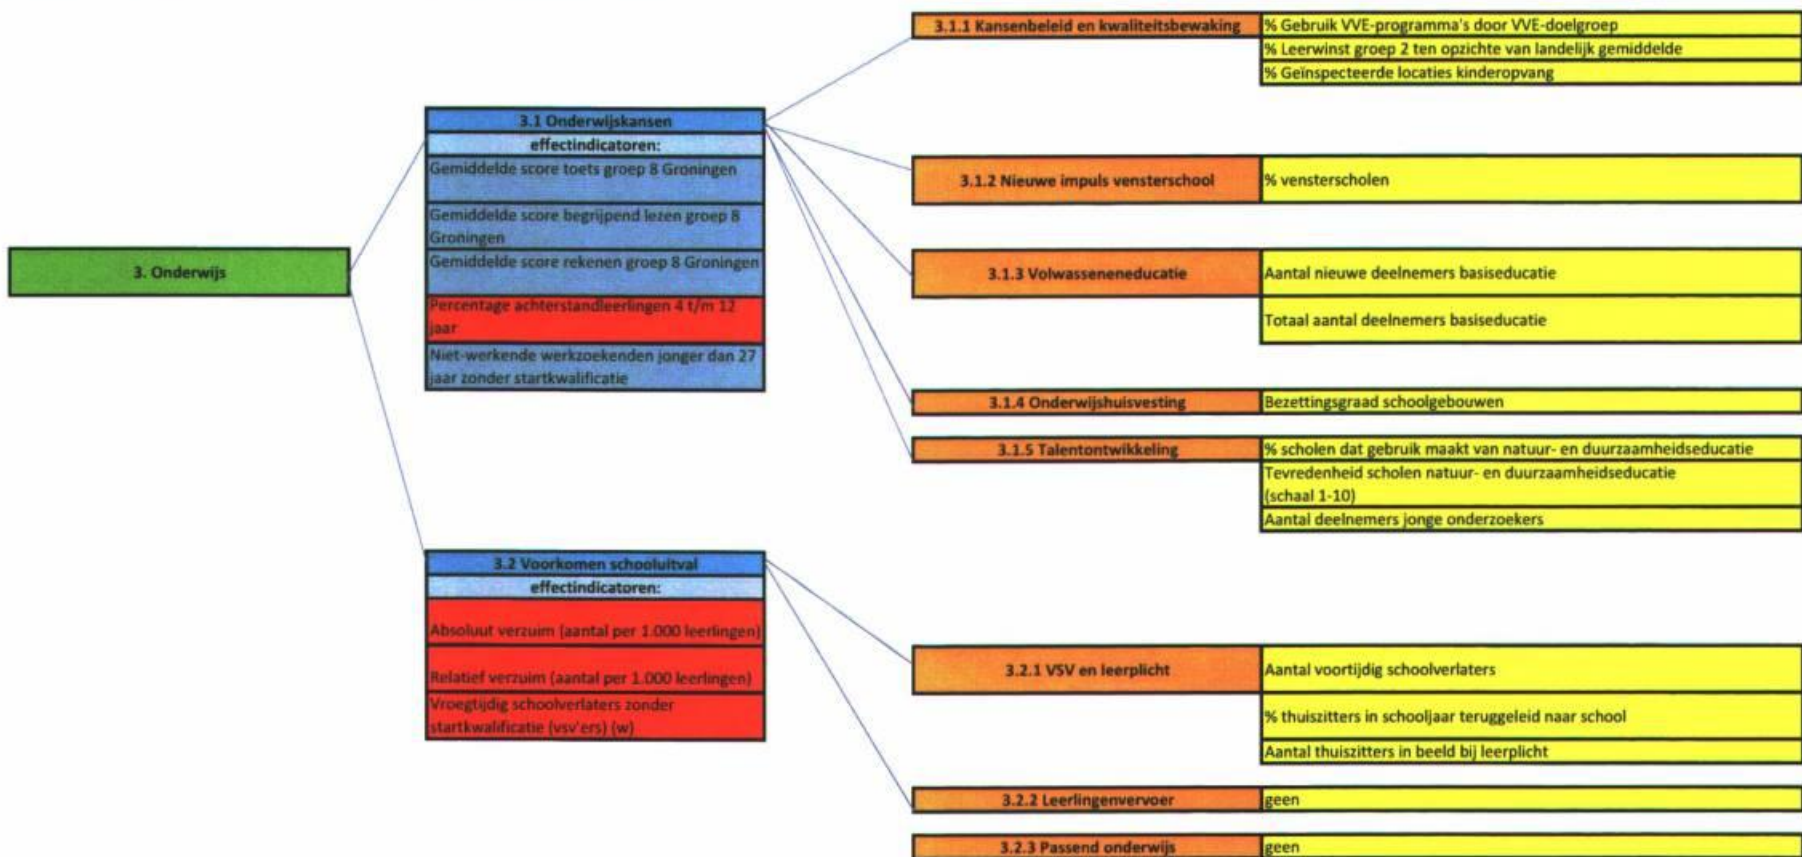 3. Onderwijs
3.1 Onderwijskansen
effectindicatoren:
Gemiddelde score toets groep 8 Groningen
Gemiddelde score begrijpend lezen groep 8
Groningen
Gemiddelde score rekenen groep 8 Groningen
Percentage achterstandleerlingen 4 t/m 12
jaar
Niet-werkende werkzoekenden jonger dan 27
jaar zonder startkwalificatie
3.1.1 Kansenbeleid en kwaliteitsbewaking
% Gebruik VVE-programma's door VVE-doelgroep
% Leerwinst groep 2 ten opzichte van landelijk gemiddelde
% Geïnspecteerde locaties kinderopvang
3.1.2 Nieuwe impuls vensterschool
% vensterscholen
3.1.3 Volwasseneneducatie
Aantal nieuwe deelnemers basiseducatie
Totaal aantal deelnemers basiseducatie
3.1.4 Onderwijshuisvesting
Bezettingsgraad schoolgebouwen
3.1.5 Talentontwikkeling
% scholen dat gebruik maakt van natuur- en duurzaamheidseducatie
Tevredenheid scholen natuur- en duurzaamheidseducatie
(schaal 1-10)
Aantal deelnemers jonge onderzoekers
3.2 Voorkomen schooluitval
effectindicatoren:
Absoluut verzuim (aantal per 1.000 leerlingen)
Relatief verzuim (aantal per 1.000 leerlingen)
Vroegtijdig schoolverlaters zonder
startkwalificatie (vsv'ers) (w)
3.2.1 VSV en leerplicht
Aantal voortijdig schoolverlaters
% thuiszitters in schooljaar teruggeleid naar school
Aantal thuiszitters in beeld bij leerplicht
3.2.2 Leerlingenvervoer
geen
3.2.3 Passend onderwijs
geen